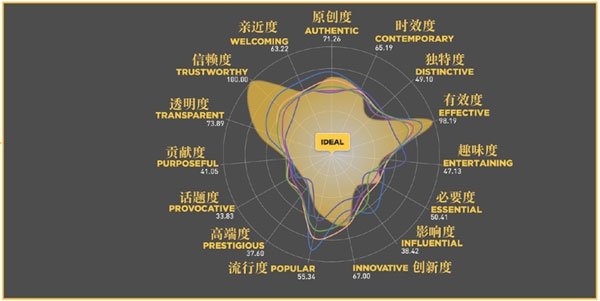 原创度
AUTHENTIC
71.26
时效度
CONTEMPORARY
65.19
独特度
DISTINCTIVE
49.10
有效度
EFFECTIVE
98.19
趣味度
ENTERTAINING
47.13
必要度
ESSENTIAL
50.41
影响度
INFLUENTIAL
38.42
INNOVATIVE 创新度
67.00
流行度 POPULAR
55.34
高端度
PRESTIGIOUS
37.60
话题度
PROVOCATIVE
33.83
贡献度
PURPOSEFUL
41.05
透明度
TRANSPARENT
73.89
信赖度
TRUSTWORTHY
100.00
亲近度
WELCOMING
63.22
IDEAL